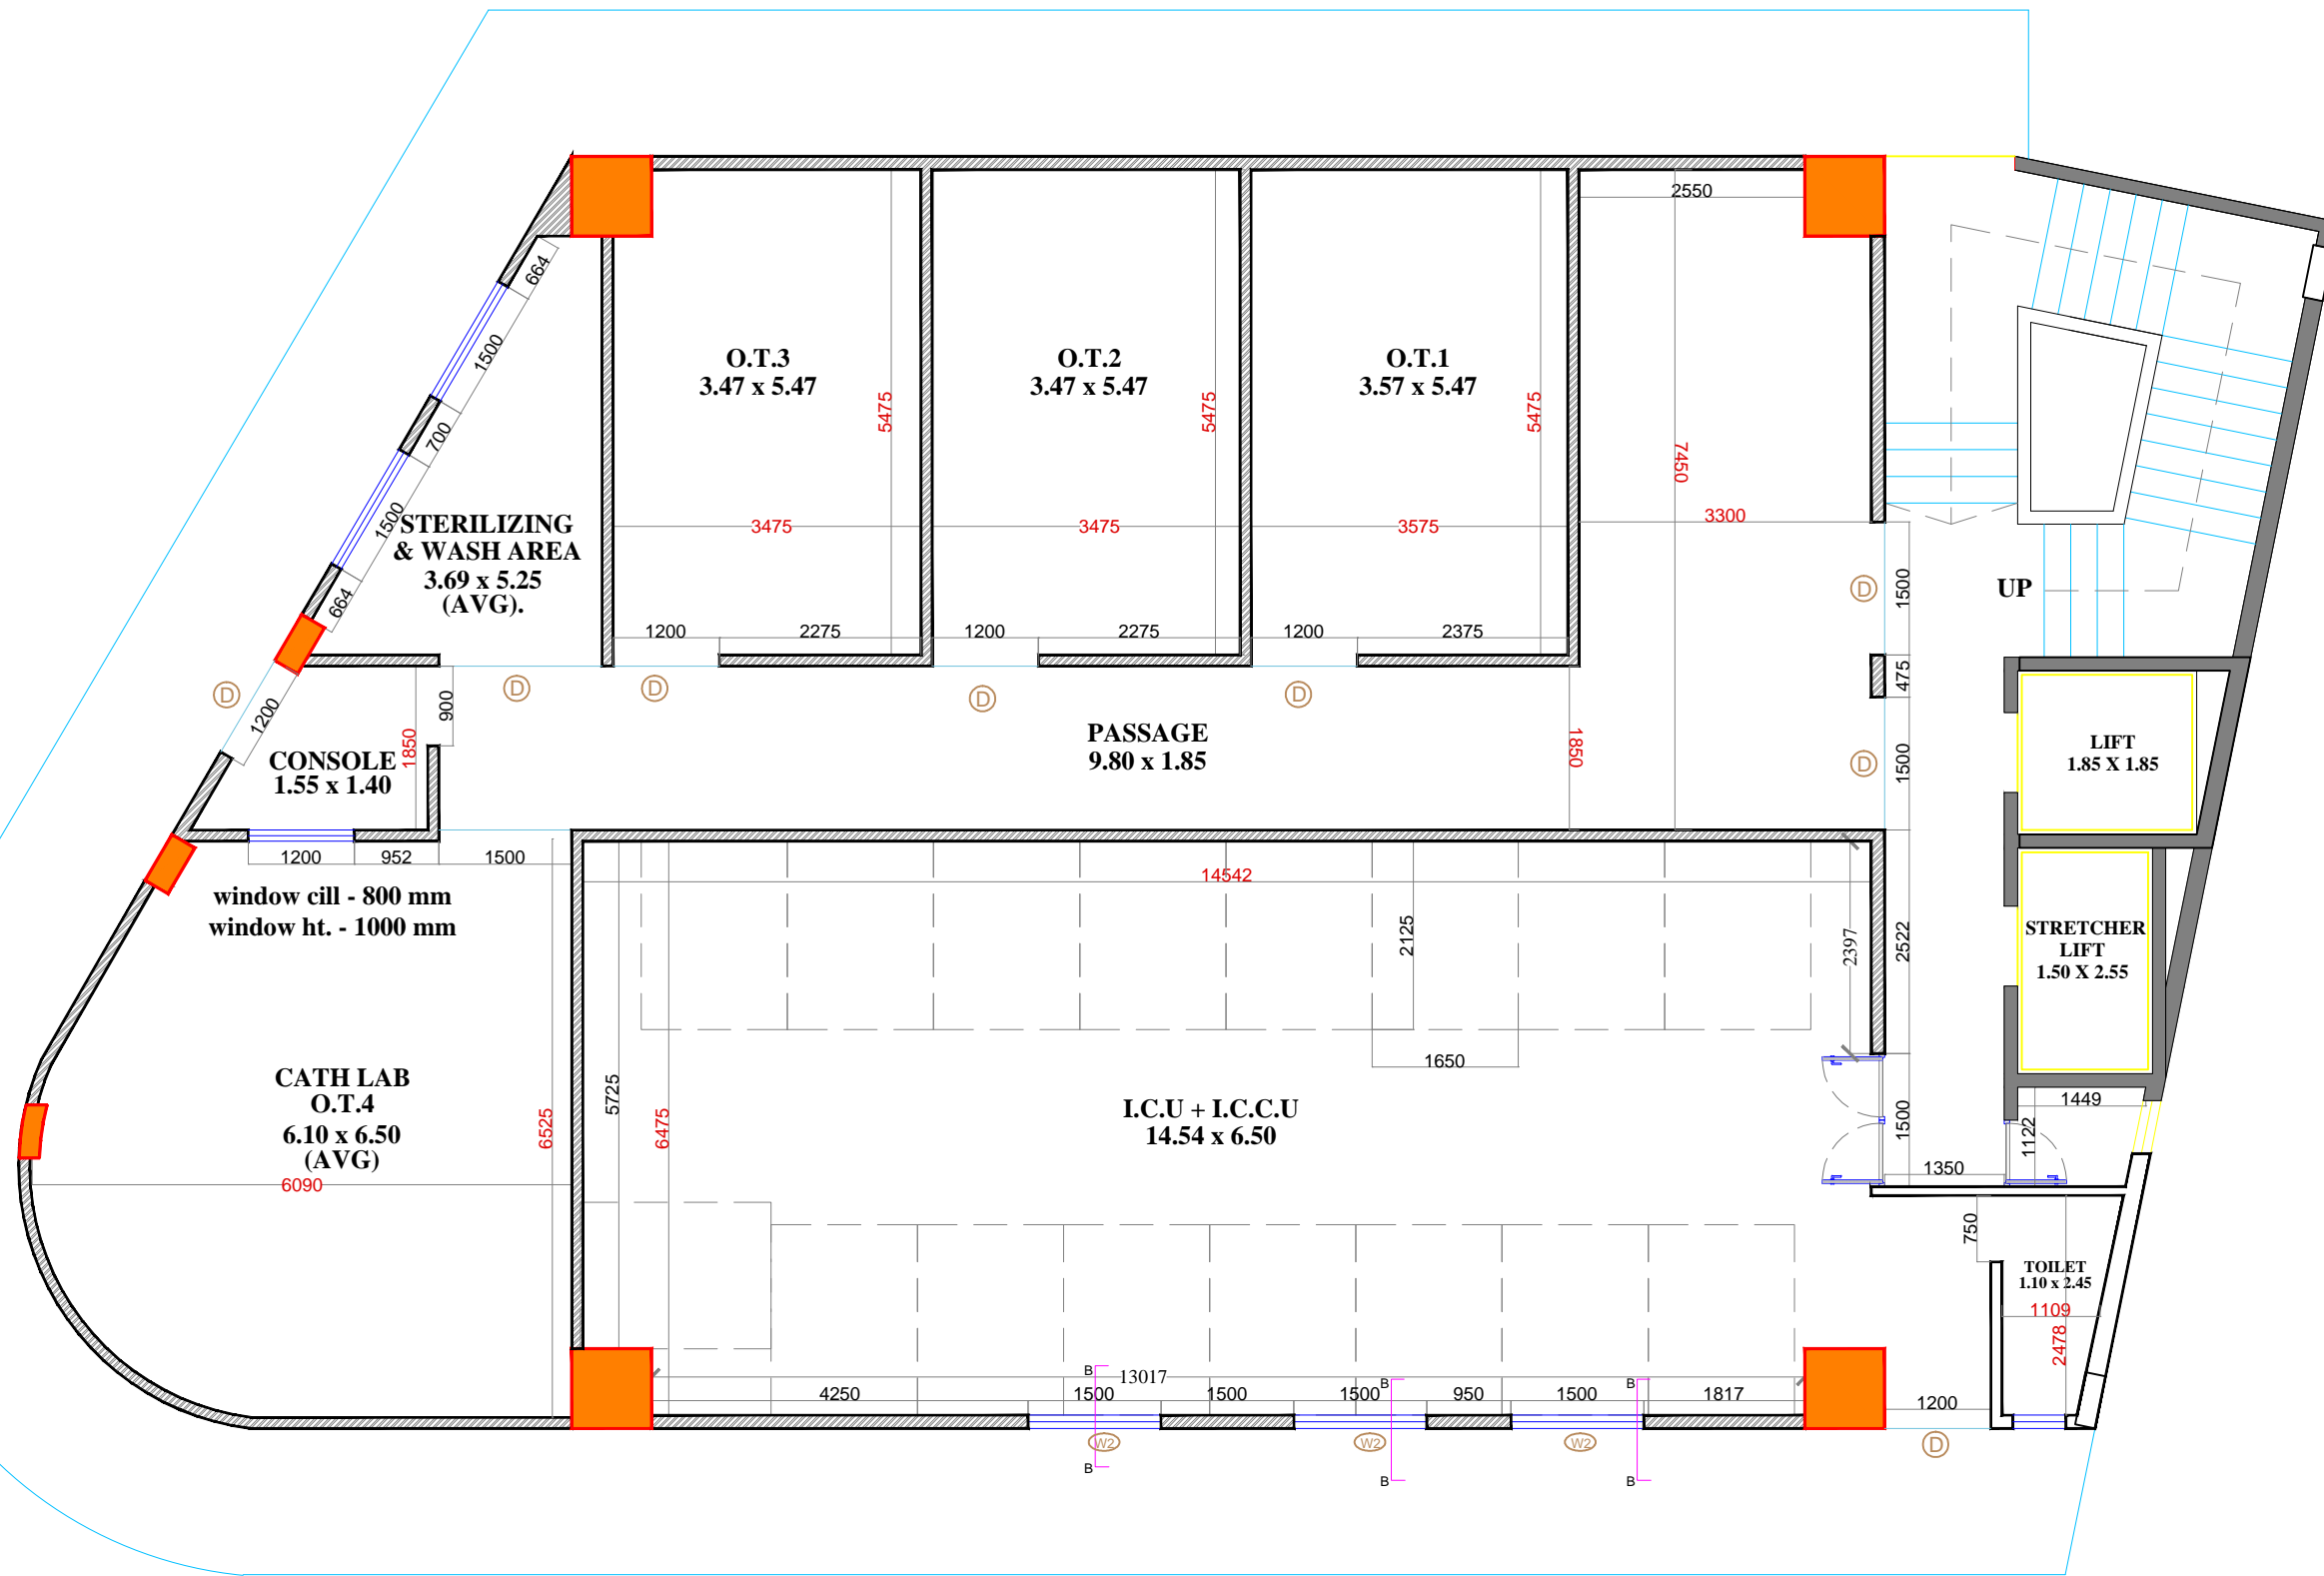 2550
664
1500
O.T.3
3.47 x 5.47
O.T.2
3.47 x 5.47
O.T.1
3.57 x 5.47
5475
5475
5475
700
7450
1500
STERILIZING
& WASH AREA
3.69 x 5.25
(AVG).
3475
3475
3575
3300
664
1500
D
UP
1200
2275
1200
2275
1200
2375
475
D
D
D
D
D
900
1200
1850
CONSOLE
1.55 x 1.40
PASSAGE
9.80 x 1.85
1850
D
1500
LIFT
1.85 X 1.85
1200
952
1500
window cill - 800 mm
window ht. - 1000 mm
14542
2125
2397
2522
STRETCHER
LIFT
1.50 X 2.55
1650
CATH LAB
O.T.4
6.10 x 6.50
(AVG)
6090
6525
5725
6475
I.C.U + I.C.C.U
14.54 x 6.50
1500
1449
1122
1350
750
TOILET
1.10 x 2.45
1109
2478
B
13017
B
B
4250
1500
1500
1500
950
1500
1817
1200
W2
W2
W2
D
B
B
B